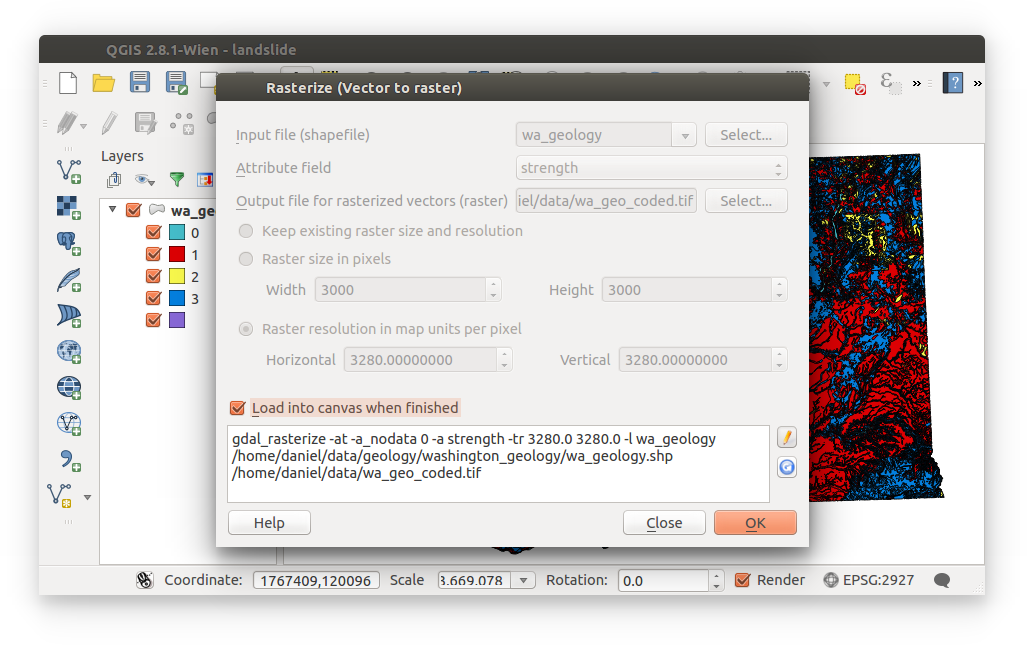 QGIS 2.8.1-Wien - landslide
Rasterize (Vector to raster)
Layers
wa_geo
0
1
2
3
Input file (shapefile)
wa_geology
Select...
Attribute field
strength
Output file for rasterized vectors (raster)
iel/data/wa_geo_coded.tif
Select...
Keep existing raster size and resolution
Raster size in pixels
Width
3000
Height
3000
Raster resolution in map units per pixel
Horizontal
3280.00000000
Vertical
3280.00000000
Load into canvas when finished
gdal_rasterize -at -a_nodata 0 -a strength -tr 3280.0 3280.0 -l wa_geology
/home/daniel/data/geology/washington_geology/wa_geology.shp
/home/daniel/data/wa_geo_coded.tif
Help
Close
OK
Coordinate:
1767409,120096
Scale
3.669.078
Rotation:
0.0
Render
EPSG:2927